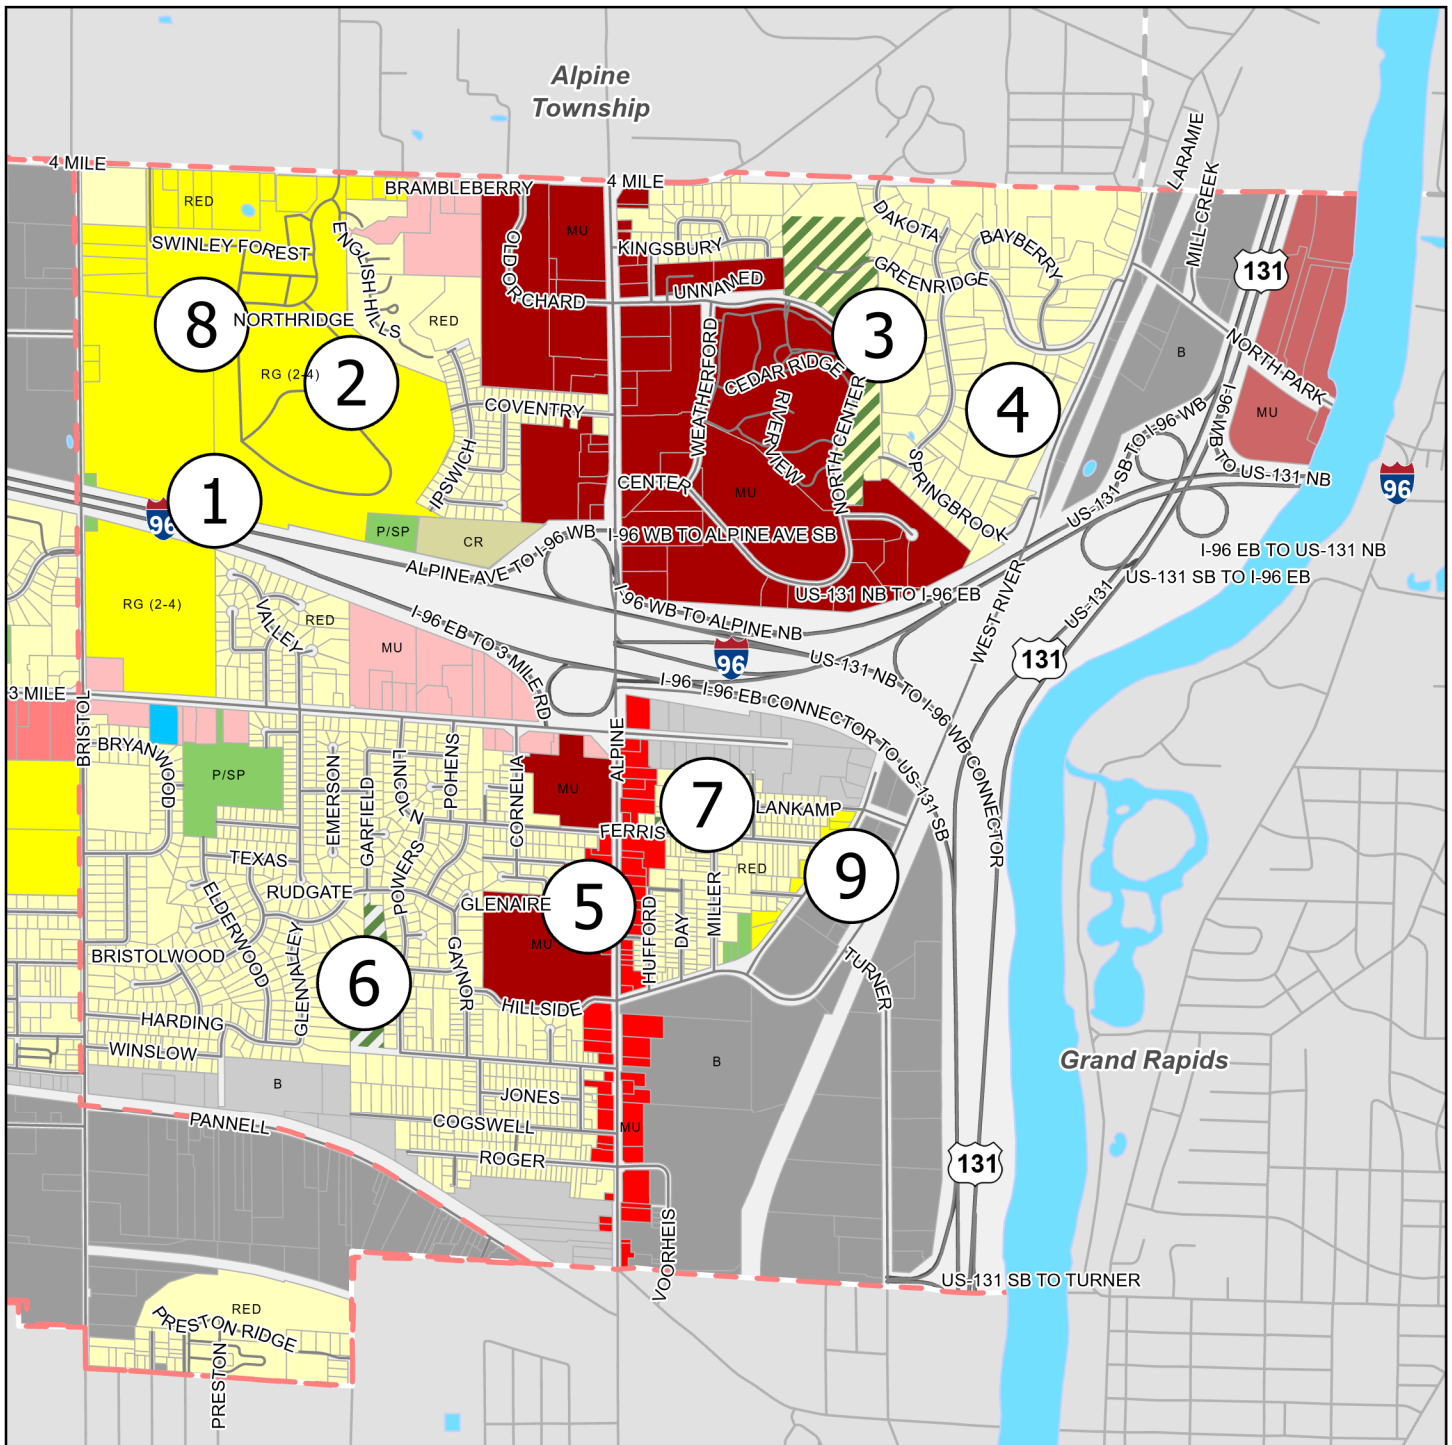 Alpine
Township
LARAMIE
MILLCREEK
4 MILE
BRAMBLEBERRY
4 MILE
RED
MU
DAKOTA
BAYBERRY
SWINLEY FOREST
ENGLISH HILLS
OLD ORCHARD
KINGSBURY
UNNAMED
GREENRIDGE
131
8
NORTHRIDGE
RED
WEATHERFORD
3
B
NORTH PARK
RG (2-4)
2
CEDAR RIDGE
RIVERVIEW
NORTH CENTER
4
MU
COVENTRY
IPSWICH
I-96 WB TO US-131 NB
US-131 SB TO I-96 WB
CENTER
MU
SPRINGBROOK
96
1
96
P/SP
CR
ALPINE AVE TO I-96 WB
I-96 WB TO ALPINE AVE SB
I-96 EB TO US-131 NB
US-131 SB TO I-96 EB
US-131 NB TO I-96 EB
I-96 WB TO ALPINE NB
RG (2-4)
VALLEY
RED
I-96 EB TO 3 MILE RD
MU
WEST RIVER
US-131
96
131
US-131 NB TO I-96 WB CONNECTOR
I-96
I-96 EB CONNECTOR TO US-131 SB
3 MILE
BRISTOL
ALPINE
BRYAN
WOOD
P/SP
EMERSON
GARFIELD
LINCOLN
POHENS
CORNELIA
MU
7
LANKAMP
FERRIS
TEXAS
RUDGATE
POWERS
RED
9
ELDERWOOD
GLENAIRE
5
MU
HUFFORD
DAY
MILLER
BRISTOLWOOD
GLENVALLEY
6
GAYNOR
TURNER
HARDING
HILLSIDE
WINSLOW
B
B
Grand Rapids
JONES
PANNELL
COGSWELL
MU
ROGER
131
VOORHEIS
US-131 SB TO TURNER
RED
PRESTON RIDGE
PRESTON